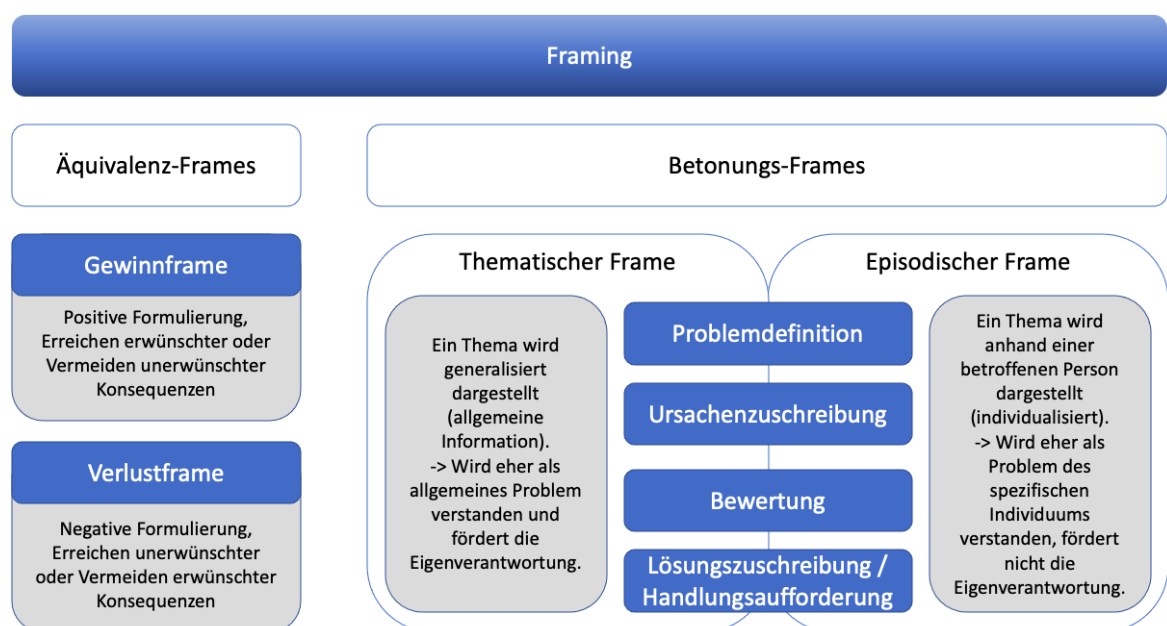 Framing
Äquivalenz-Frames
Betonungs-Frames
Gewinnframe
Positive Formulierung,
Erreichen erwünschter oder
Vermeiden unerwünschter
Konsequenzen
Verlustframe
Negative Formulierung,
Erreichen unerwünschter
oder Vermeiden erwünschter
Konsequenzen
Thematischer Frame
Ein Thema wird
generalisiert
dargestellt
(allgemeine
Information).
-> Wird eher als
allgemeines Problem
verstanden und
fördert die
Eigenverantwortung.
Problemdefinition
Ursachenzuschreibung
Bewertung
Lösungszuschreibung /
Handlungsaufforderung
Episodischer Frame
Ein Thema wird
anhand einer
betroffenen Person
dargestellt
(individualisiert).
-> Wird eher als
Problem des
spezifischen
Individuums
verstanden, fördert
nicht die
Eigenverantwortung.